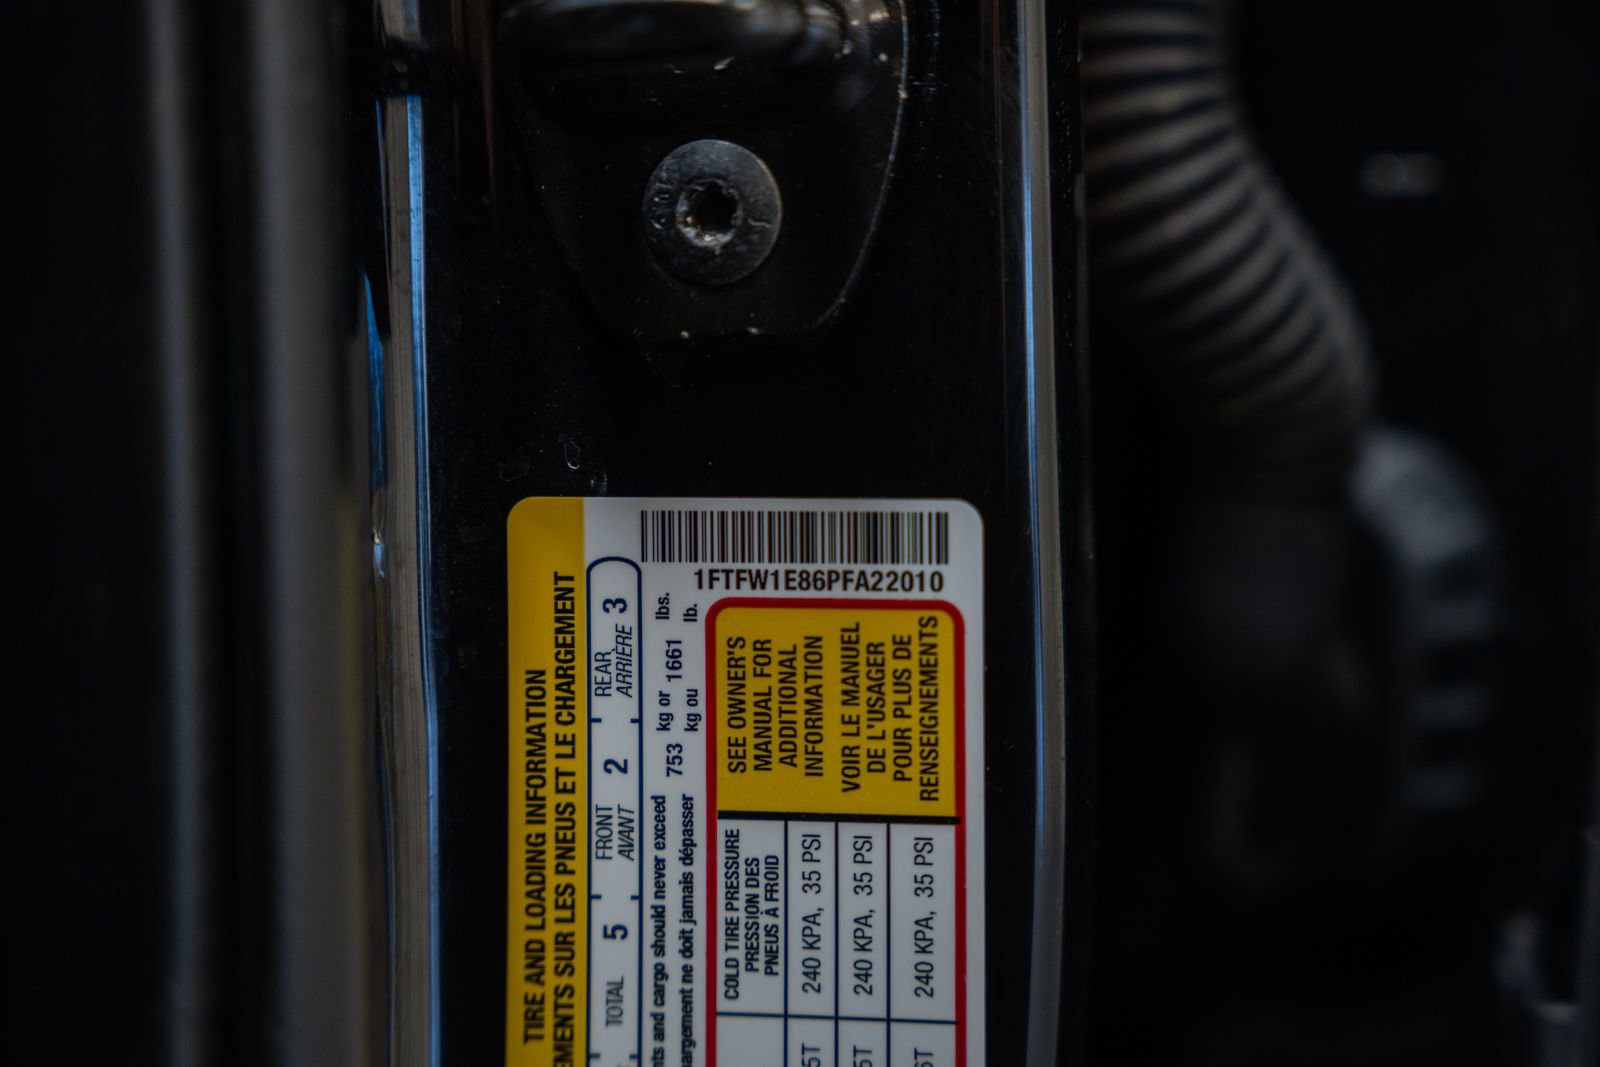 1FTFW1E86PFA22010
TIRE AND LOADING INFORMATION
SUR LES PNEUS ET LE CHARGEMENT
TOTAL 5 FRONT 2 REAR 3
AVANT ARRIÈRE
and cargo should never exceed 753 kg or 1661 lbs.
ne doit jamais dépasser kg ou lb.
COLD TIRE PRESSURE
PRESSION DES
PNEUS À FROID
240 KPA, 35 PSI
240 KPA, 35 PSI
240 KPA, 35 PSI
SEE OWNER'S
MANUAL FOR
ADDITIONAL
INFORMATION
VOIR LE MANUEL
DE L'USAGER
POUR PLUS DE
RENSEIGNEMENTS